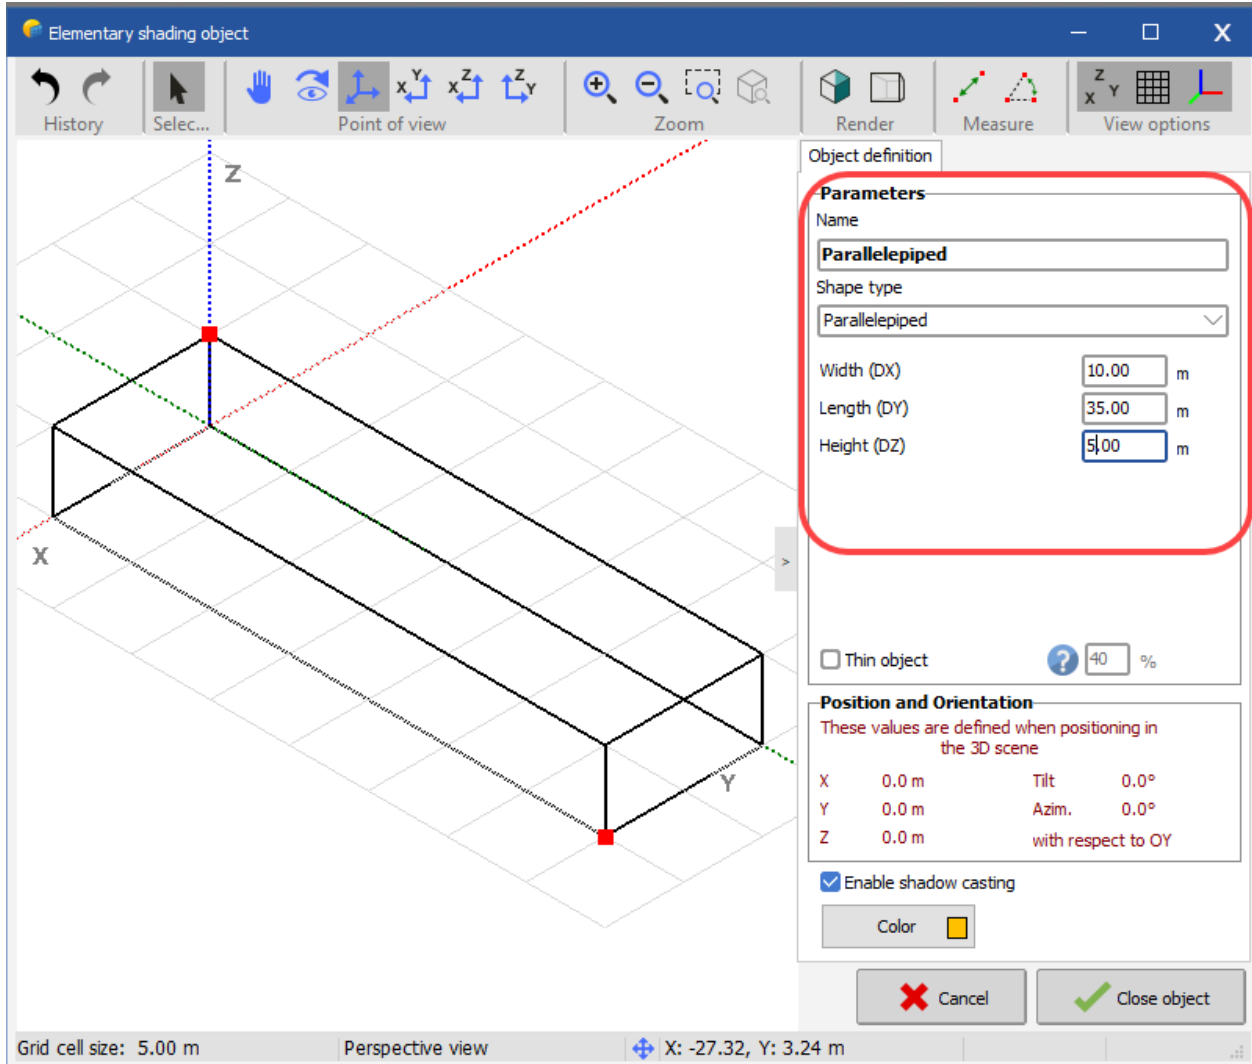 Elementary shading object
History
Selec...
Point of view
Zoom
Render
Measure
View options
X Y
X Z
Z Y
Z
X Y
Object definition
Parameters
Name
Parallelepiped
Shape type
Parallelepiped
Width (DX) 10.00 m
Length (DY) 35.00 m
Height (DZ) 5.00 m
Thin object ? 40 %
Position and Orientation
These values are defined when positioning in
the 3D scene
X 0.0 m Tilt 0.0°
Y 0.0 m Azim. 0.0°
Z 0.0 m with respect to OY
Enable shadow casting
Color
Cancel
Close object
Z
X
Y
>
Grid cell size: 5.00 m
Perspective view
X: -27.32, Y: 3.24 m